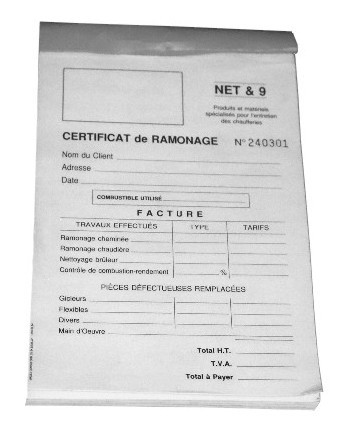 NET & 9
Produits et matériels
spécialisés pour l'entretien
des chaufferies
CERTIFICAT de RAMONAGE N° 240301
Nom du Client
Adresse
Date
COMBUSTIBLE UTILISÉ
FACTURE
TRAVAUX EFFECTUÉS TYPE TARIFS
Ramonage cheminée
Ramonage chaudière
Nettoyage brûleur
Contrôle de combustion-rendement %
PIÈCES DÉFECTUEUSES REMPLACÉES
Gicleurs
Flexibles
Divers
Main d'Oeuvre
Total H.T.
T.V.A.
Total à Payer